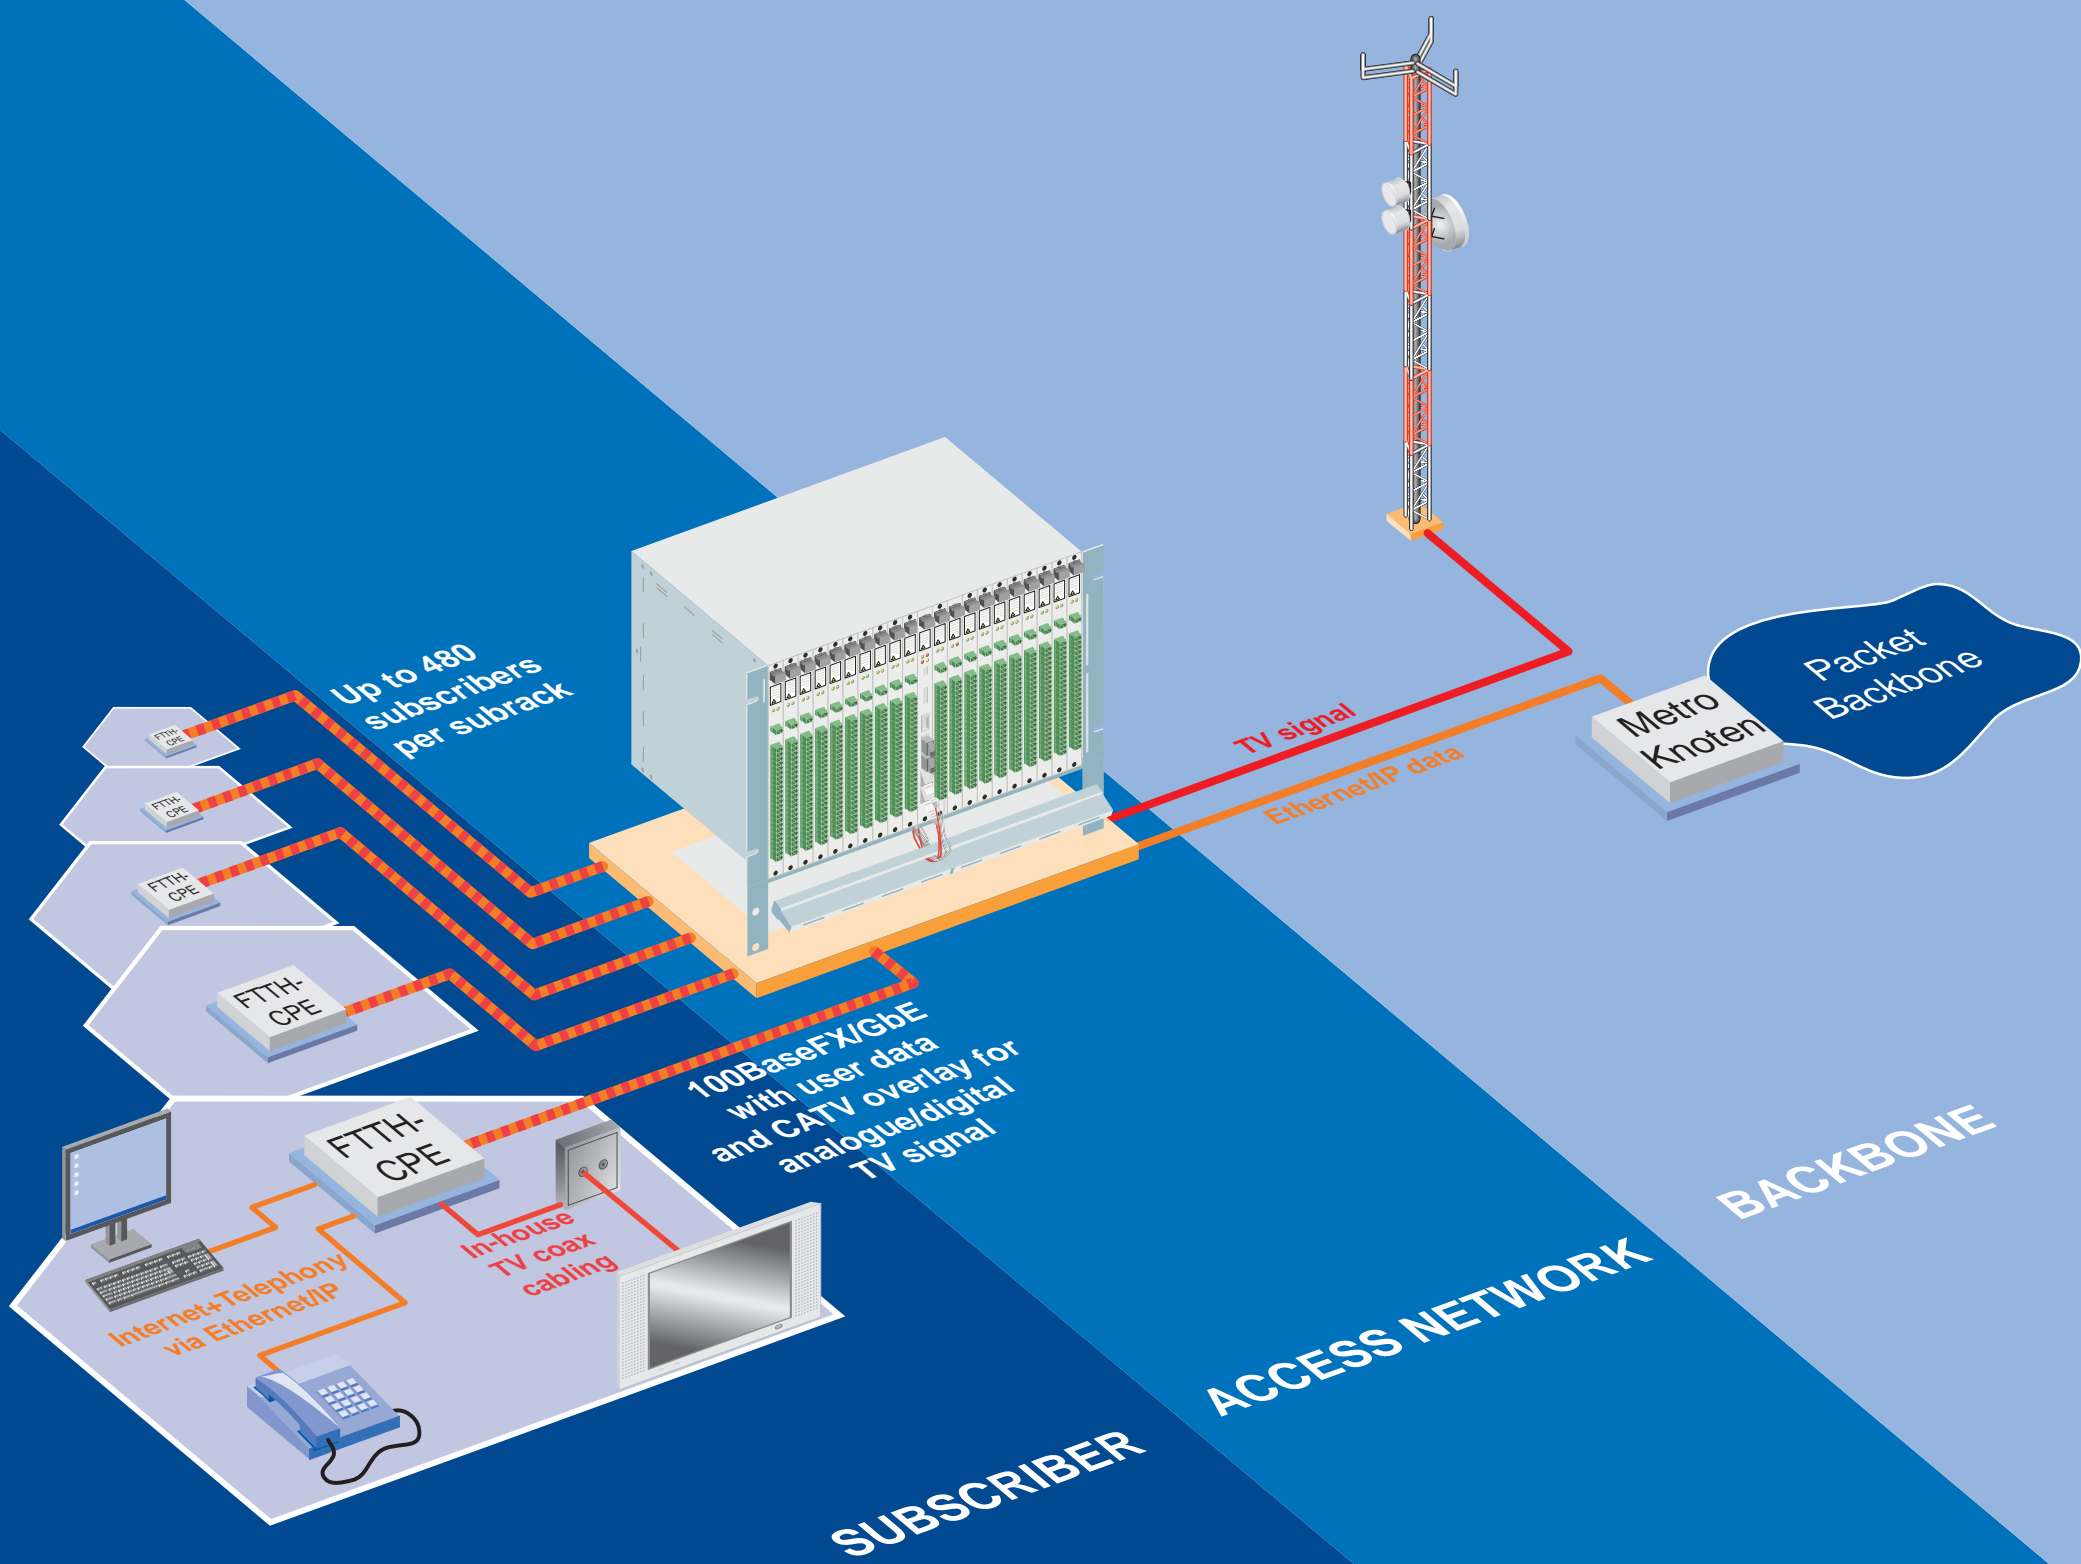 Up to 480
subscribers
per subrack
TV signal
Ethernet/IP data
Metro
Knoten
Packet
Backbone
FTTH-
CPE
FTTH-
CPE
FTTH-
CPE
FTTH-
CPE
FTTH-
CPE
100BaseFX/GbE
with user data
and CATV overlay for
analogue/digital
TV signal
In-house
TV coax
cabling
Internet+Telephony
via Ethernet/IP
BACKBONE
ACCESS NETWORK
SUBSCRIBER